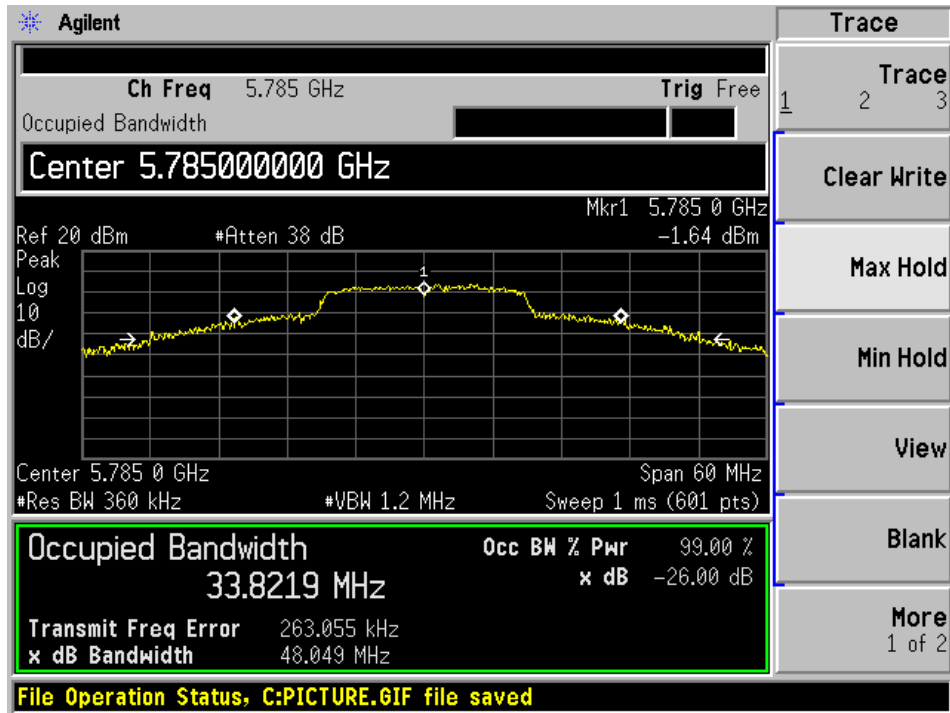 Agilent
Trace
Ch Freq 5.785 GHz
Trig Free
Occupied Bandwidth
Center 5.785000000 GHz
Mkr1 5.785 0 GHz
Ref 20 dBm
#Atten 38 dB
-1.64 dBm
Peak
Log
10
dB/
1
Center 5.785 0 GHz
Span 60 MHz
#Res BW 360 kHz
#VBW 1.2 MHz
Sweep 1 ms (601 pts)
Occupied Bandwidth
33.8219 MHz
Occ BW % Pwr 99.00 %
x dB -26.00 dB
Transmit Freq Error 263.055 kHz
x dB Bandwidth 48.049 MHz
File Operation Status, C:PICTURE.GIF file saved
Trace
1 2 3
Clear Write
Max Hold
Min Hold
View
Blank
More
1 of 2